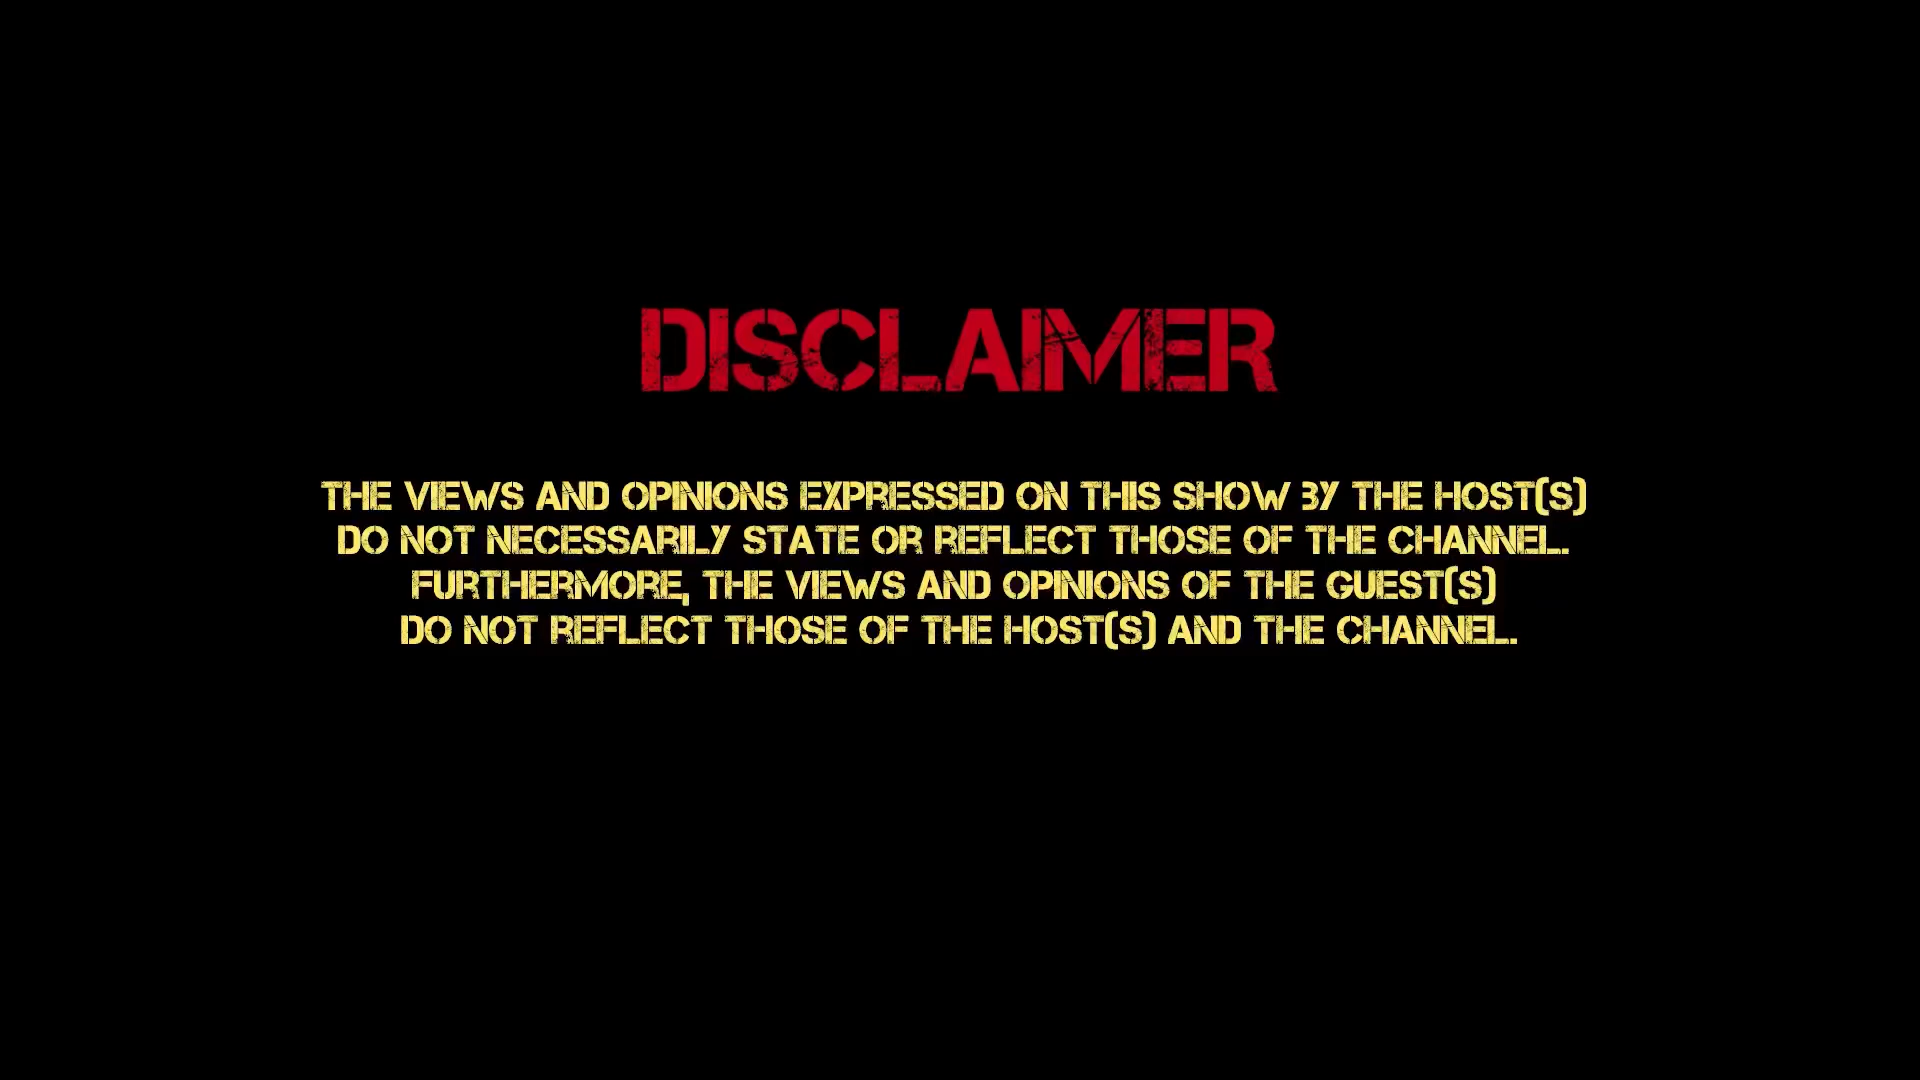 DISCLAIMER
THE VIEWS AND OPINIONS EXPRESSED ON THIS SHOW BY THE HOST(S)
DO NOT NECESSARILY STATE OR REFLECT THOSE OF THE CHANNEL.
FURTHERMORE, THE VIEWS AND OPINIONS OF THE GUEST(S)
DO NOT REFLECT THOSE OF THE HOST(S) AND THE CHANNEL.